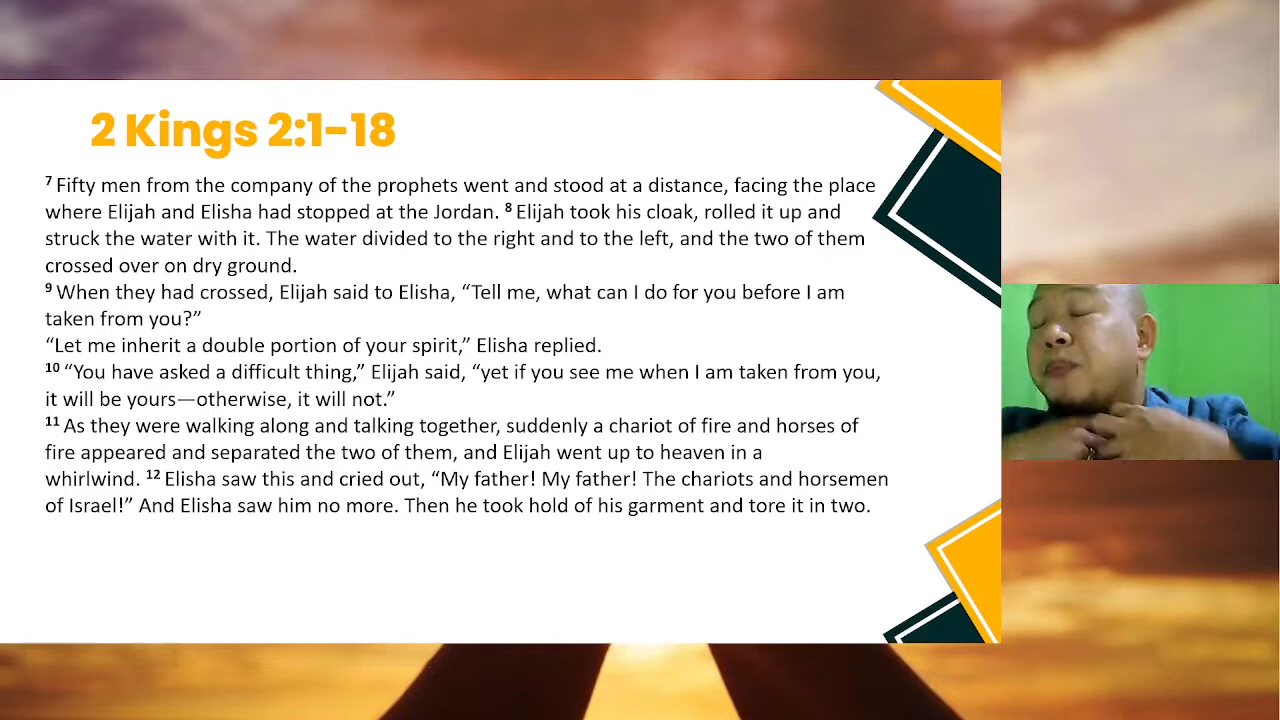 2 Kings 2:1-18
7 Fifty men from the company of the prophets went and stood at a distance, facing the place
where Elijah and Elisha had stopped at the Jordan. 8 Elijah took his cloak, rolled it up and
struck the water with it. The water divided to the right and to the left, and the two of them
crossed over on dry ground.
9 When they had crossed, Elijah said to Elisha, “Tell me, what can I do for you before I am
taken from you?”
“Let me inherit a double portion of your spirit,” Elisha replied.
10 “You have asked a difficult thing,” Elijah said, “yet if you see me when I am taken from you,
it will be yours—otherwise, it will not.”
11 As they were walking along and talking together, suddenly a chariot of fire and horses of
fire appeared and separated the two of them, and Elijah went up to heaven in a
whirlwind. 12 Elisha saw this and cried out, “My father! My father! The chariots and horsemen
of Israel!” And Elisha saw him no more. Then he took hold of his garment and tore it in two.